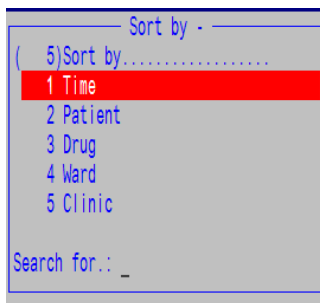 Sort by -
( 5)Sort by..................
1 Time
2 Patient
3 Drug
4 Ward
5 Clinic
Search for.: _